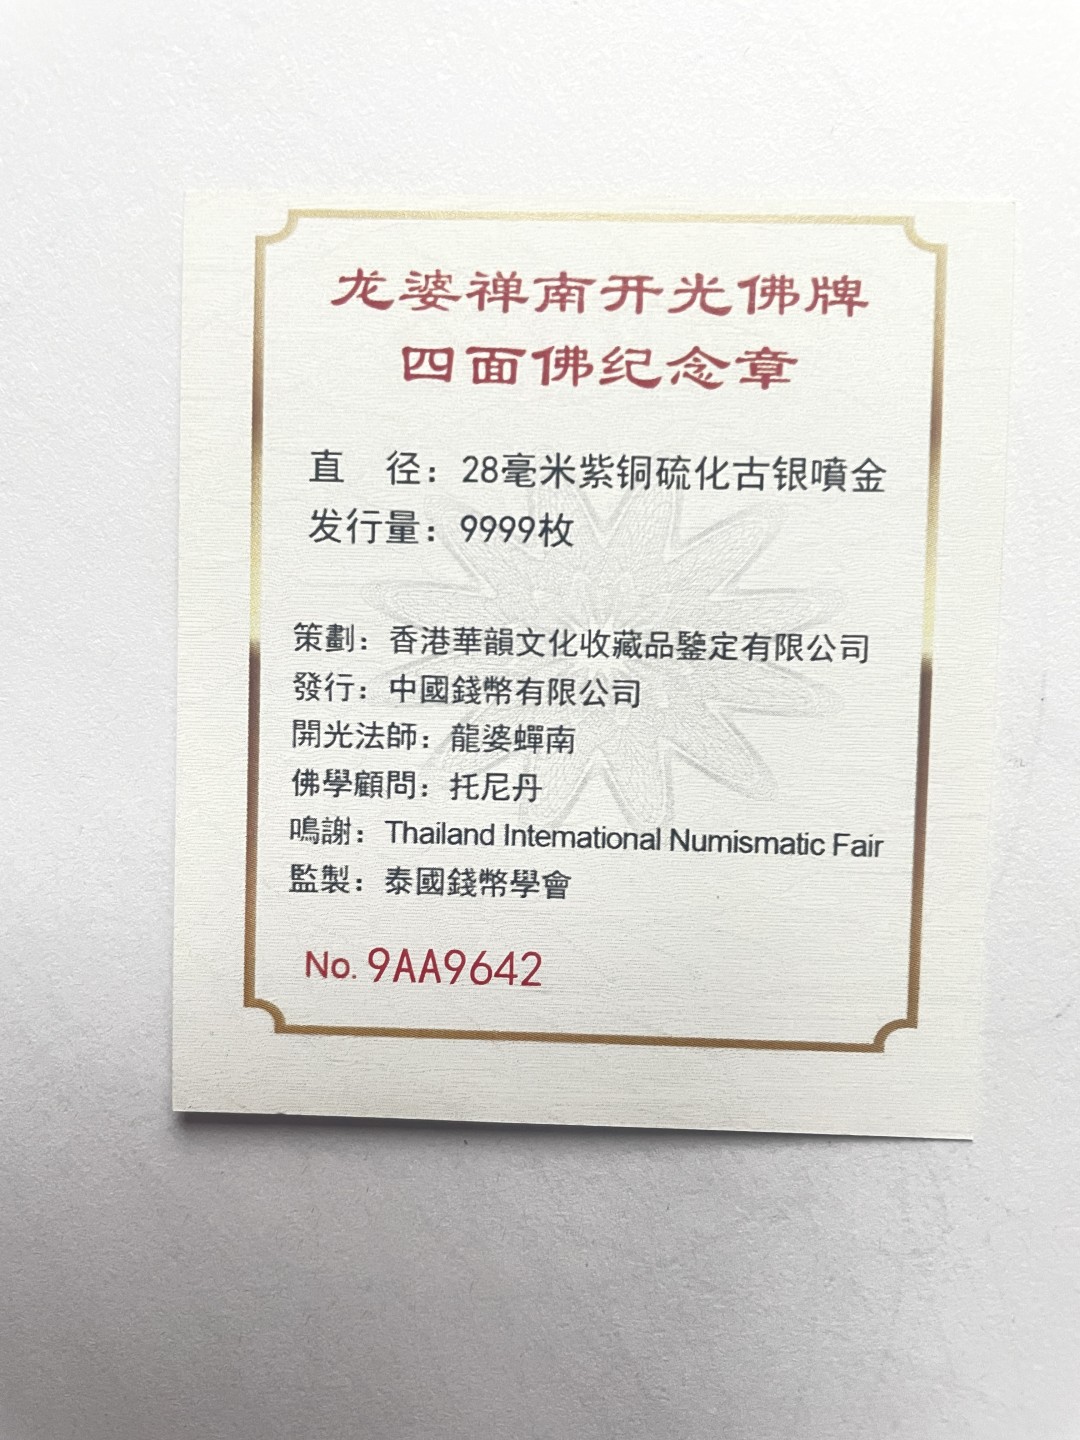 龙婆禅南开光佛牌
四面佛纪念章
直 径：28毫米紫铜硫化古银噴金
发行量：9999枚
策劃：香港華韻文化收藏品鑒定有限公司
發行：中國錢幣有限公司
開光法師：龍婆蟬南
佛學顧問：托尼丹
鳴謝：Thailand International Numismatic Fair
監製：泰國錢幣學會
No. 9AA9642